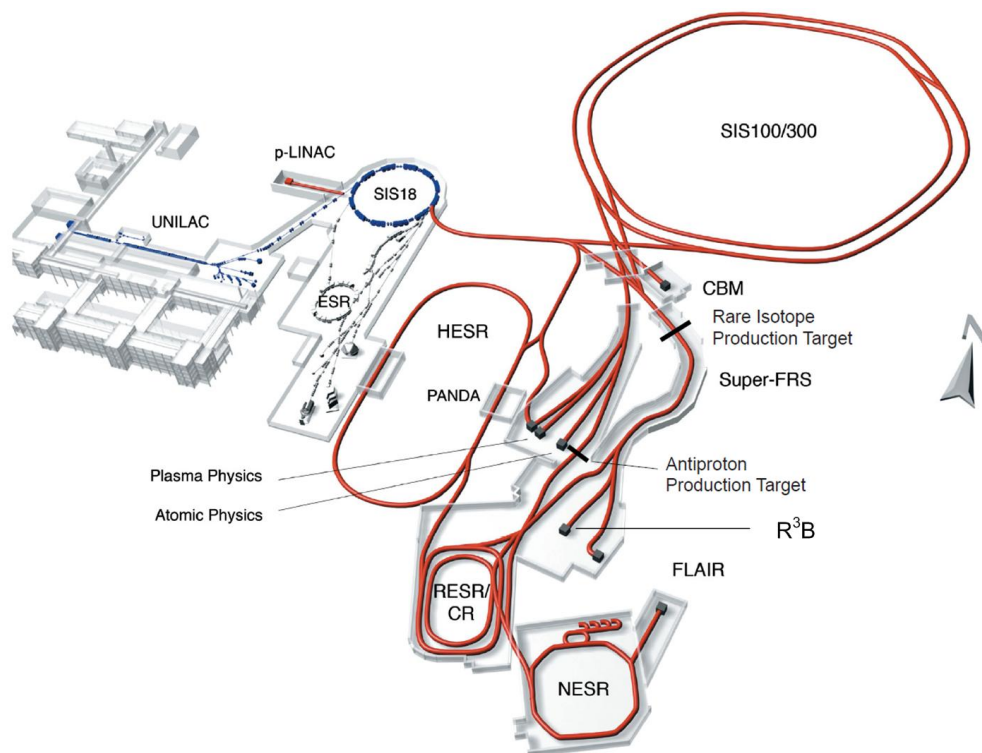 SIS100/300
p-LINAC
SIS18
UNILAC
ESR
CBM
HESR
Rare Isotope
Production Target
Super-FRS
PANDA
Plasma Physics
Antiproton
Production Target
Atomic Physics
R³B
FLAIR
RESR/
CR
NESR